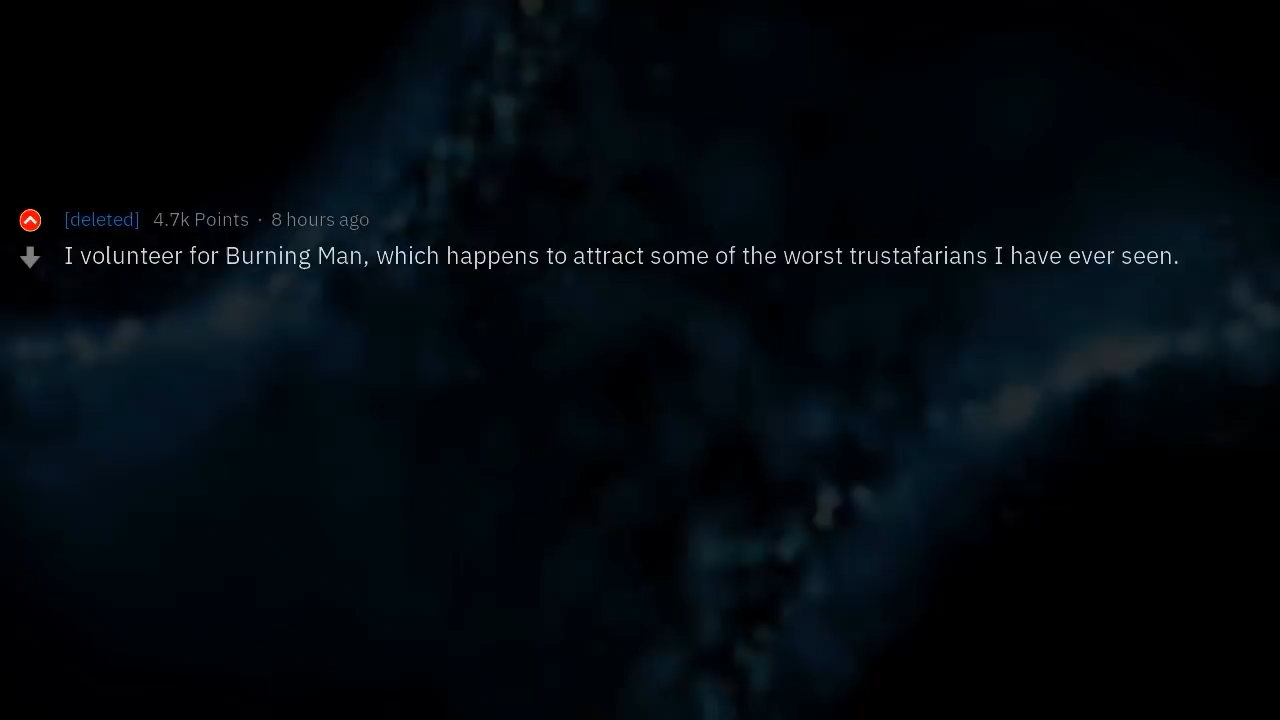 [deleted] 4.7k Points · 8 hours ago
I volunteer for Burning Man, which happens to attract some of the worst trustafarians I have ever seen.